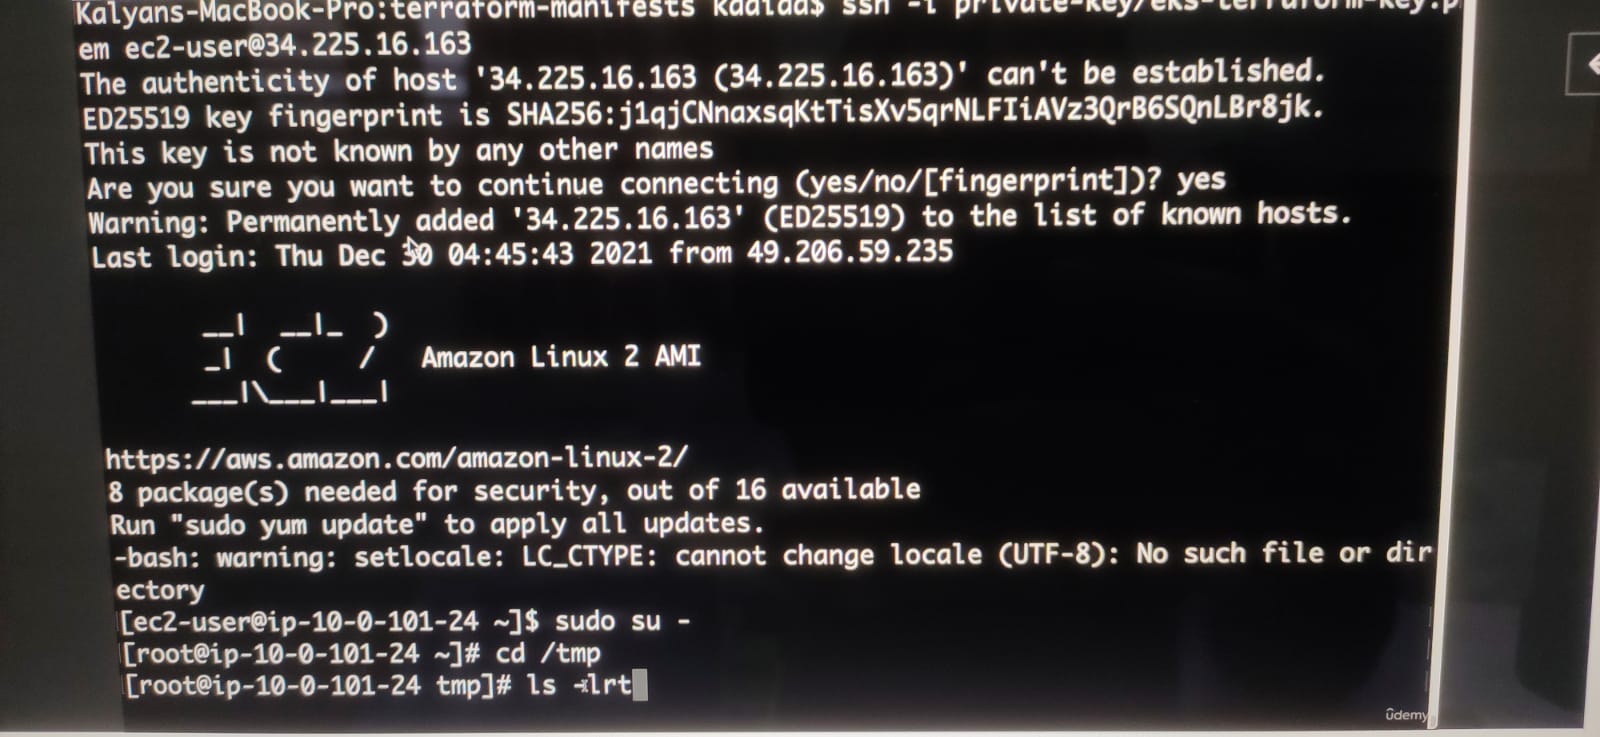 Kalyans-MacBook-Pro:terraform-manifests kdaida$ ssh -i private-key/eks-terraform-key.p
em ec2-user@34.225.16.163
The authenticity of host '34.225.16.163 (34.225.16.163)' can't be established.
ED25519 key fingerprint is SHA256:j1qjCNnaxsqKtTisXv5qrNLFIiAVz3QrB6SQnLBr8jk.
This key is not known by any other names
Are you sure you want to continue connecting (yes/no/[fingerprint])? yes
Warning: Permanently added '34.225.16.163' (ED25519) to the list of known hosts.
Last login: Thu Dec 30 04:45:43 2021 from 49.206.59.235
__|  __|_  )
_|  (     /   Amazon Linux 2 AMI
___|\___|___|
https://aws.amazon.com/amazon-linux-2/
8 package(s) needed for security, out of 16 available
Run "sudo yum update" to apply all updates.
-bash: warning: setlocale: LC_CTYPE: cannot change locale (UTF-8): No such file or dir
ectory
[ec2-user@ip-10-0-101-24 ~]$ sudo su -
[root@ip-10-0-101-24 ~]# cd /tmp
[root@ip-10-0-101-24 tmp]# ls -lrt
ûdemy